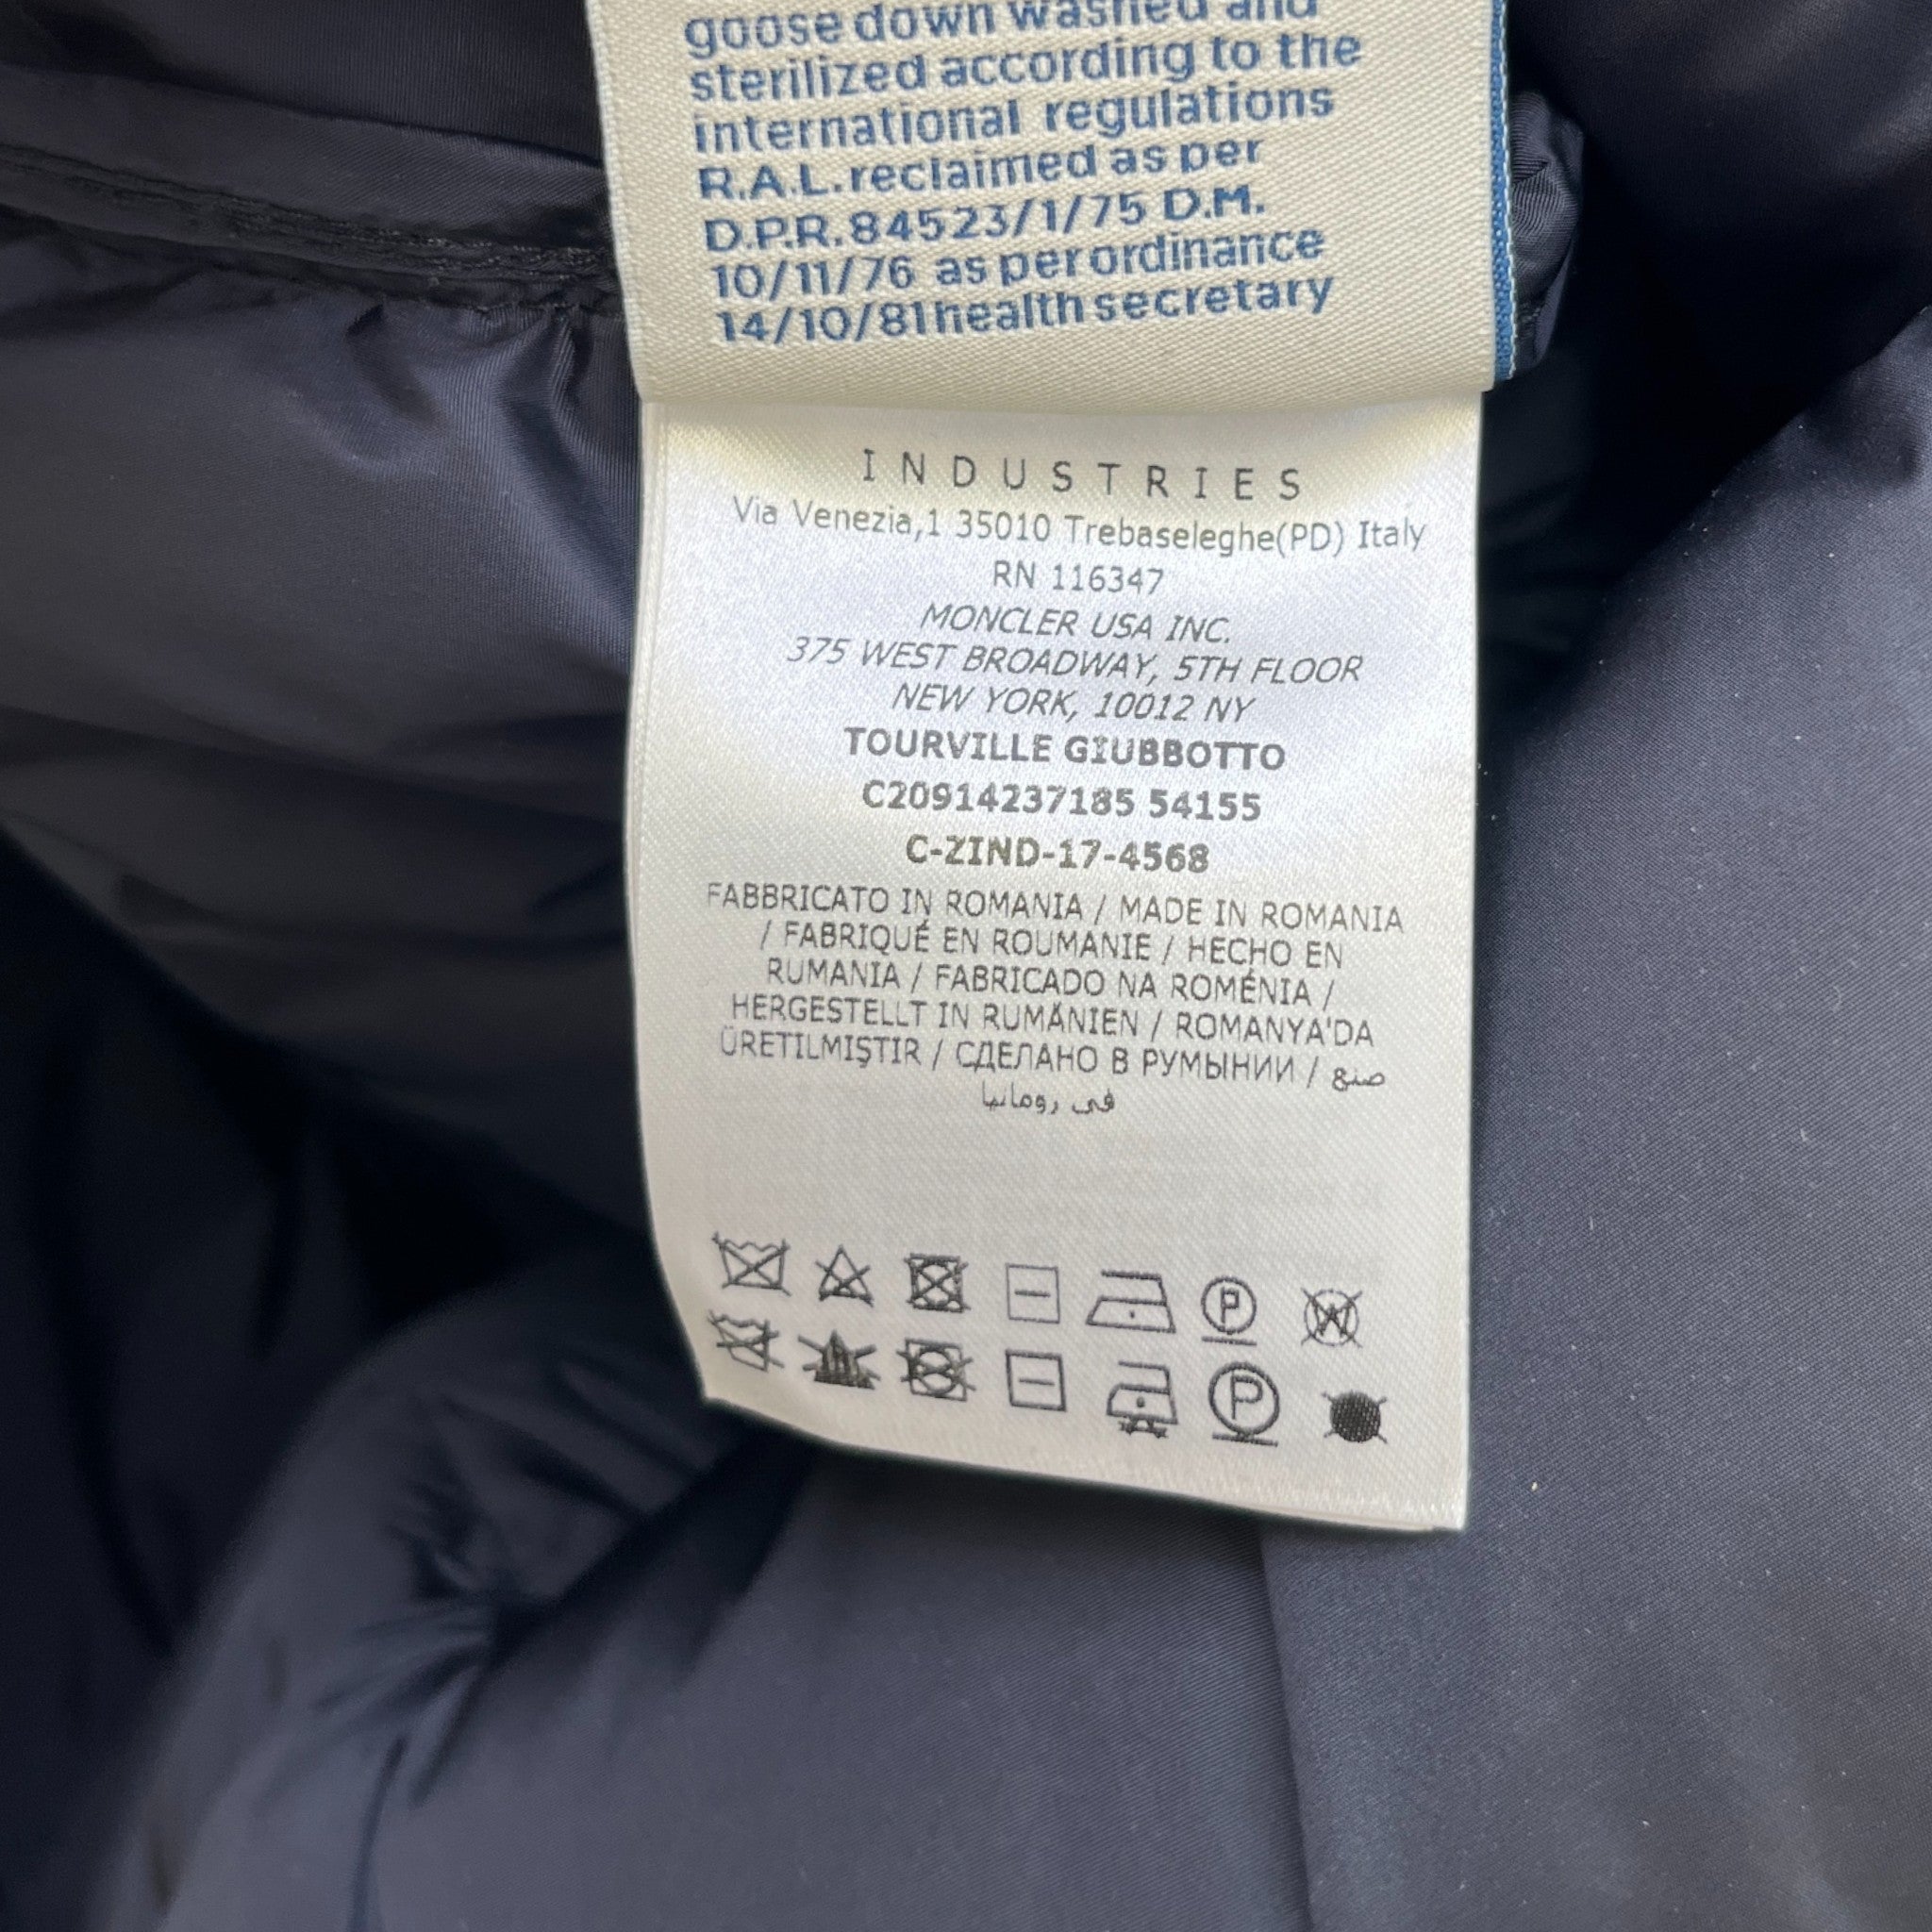 goose down washed and
sterilized according to the
international regulations
R.A.L. reclaimed as per
D.P.R. 84523/1/75 D.M.
10/11/76 as per ordinance
14/10/81 health secretary
INDUSTRIES
Via Venezia,1 35010 Trebaseleghe(PD) Italy
RN 116347
MONCLER USA INC.
375 WEST BROADWAY, 5TH FLOOR
NEW YORK, 10012 NY
TOURVILLE GIUBBOTTO
C20914237185 54155
C-ZIND-17-4568
FABBRICATO IN ROMANIA / MADE IN ROMANIA
/ FABRIQUÉ EN ROUMANIE / HECHO EN
RUMANIA / FABRICADO NA ROMÉNIA /
HERGESTELLT IN RUMÄNIEN / ROMANYA'DA
ÜRETILMIŞTIR / СДЕЛАНО В РУМЫНИИ / صنع
في رومانيا
P W
P